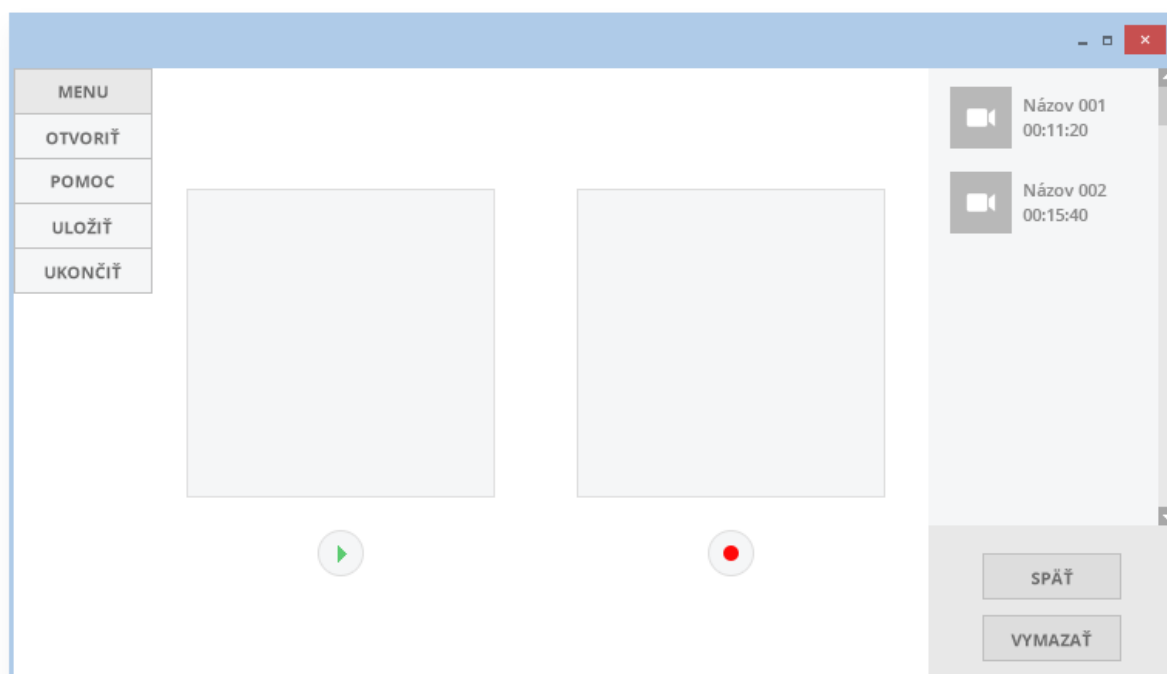 MENU
OTVORIŤ
POMOC
ULOŽIŤ
UKONČIŤ
Názov 001
00:11:20
Názov 002
00:15:40
SPÄŤ
VYMAZAŤ